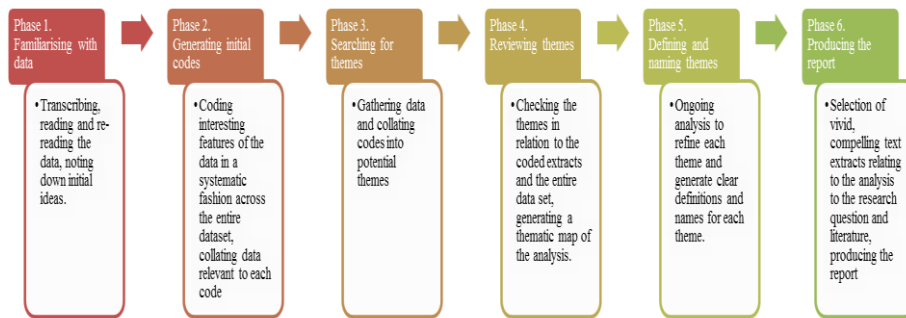 Phase 1.
Familiarising with
data
•Transcribing,
reading and re-
reading the
data, noting
down initial
ideas.
Phase 2.
Generating initial
codes
•Coding
interesting
features of the
data in a
systematic
fashion across
the entire
dataset,
collating data
relevant to each
code
Phase 3.
Searching for
themes
•Gathering data
and collating
codes into
potential
themes
Phase 4.
Reviewing themes
•Checking the
themes in
relation to the
coded extracts
and the entire
data set,
generating a
thematic map of
the analysis.
Phase 5.
Defining and
naming themes
•Ongoing
analysis to
refine each
theme and
generate clear
definitions and
names for each
theme.
Phase 6.
Producing the
report
•Selection of
vivid,
compelling text
extracts relating
to the analysis
to the research
question and
literature,
producing the
report